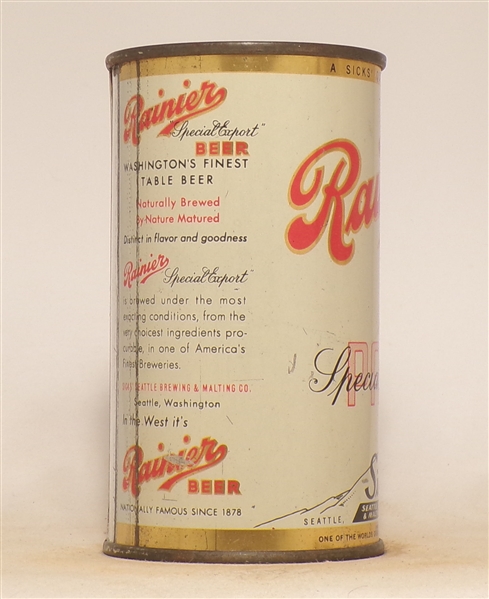 Rainier
"Special Export"
BEER
WASHINGTON'S FINEST
TABLE BEER
Naturally Brewed
By Nature Matured
Distinct in flavor and goodness
Rainier
Special Export"
is brewed under the most
exacting conditions, from the
very choicest ingredients pro-
curable, in one of America's
Finest Breweries.
SICKS' SEATTLE BREWING & MALTING CO.
Seattle, Washington
In the West it's
Rainier
BEER
NATIONALLY FAMOUS SINCE 1878
A SICKS'
Ra
Specia
SEATTLE,
ONE OF THE WORLD